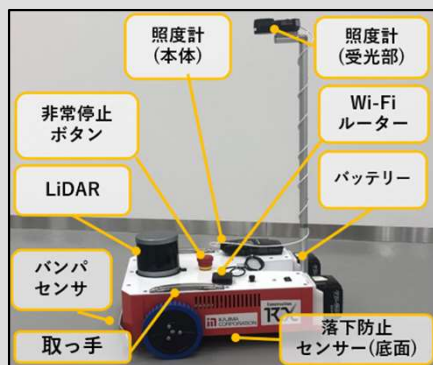 照度計
(本体)
照度計
(受光部)
非常停止
ボタン
Wi-Fi
ルーター
LiDAR
バッテリー
バンパ
センサ
取っ手
落下防止
センサー(底面)
KAJIMA
CORPORATION
Construction
RX